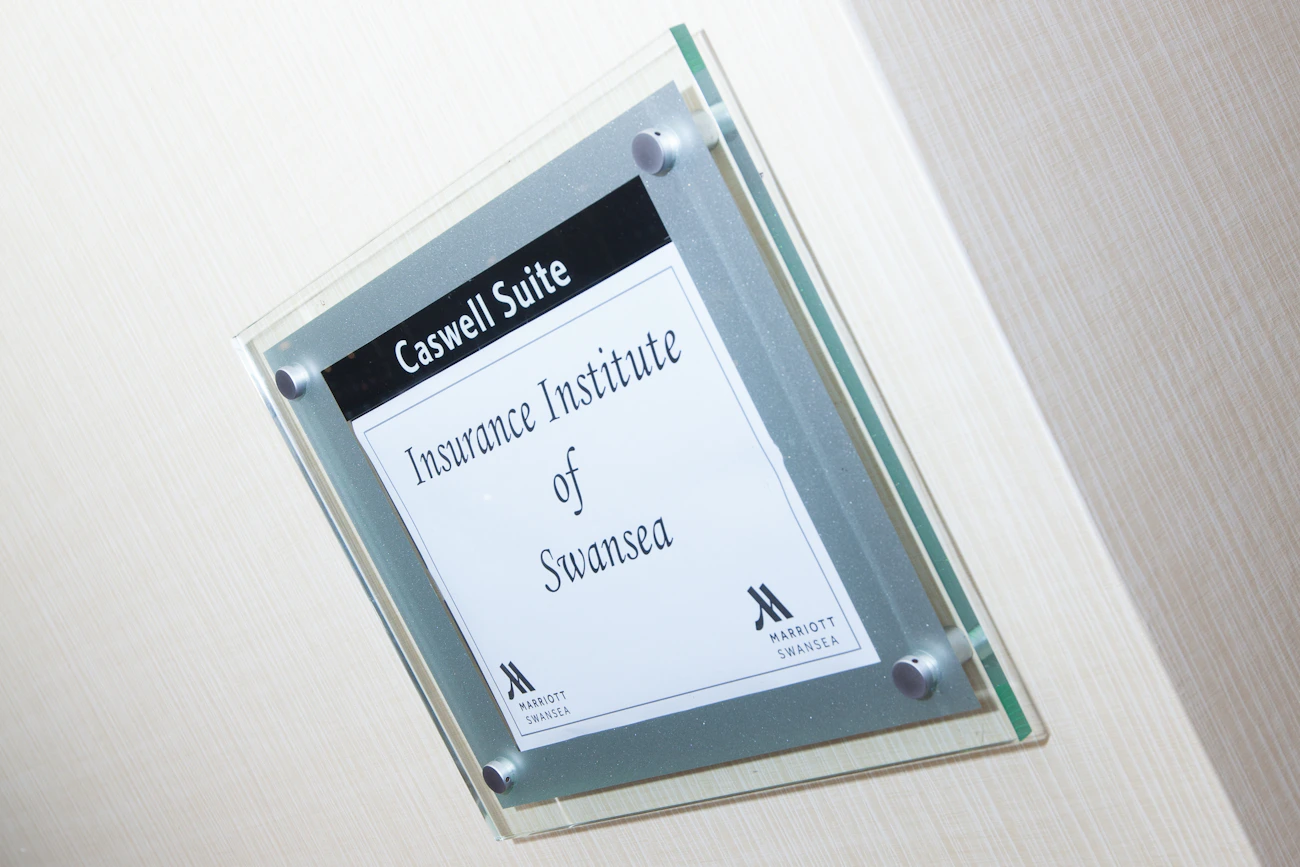 Caswell Suite
Insurance Institute
of
Swansea
MARRIOTT
SWANSEA
MARRIOTT
SWANSEA